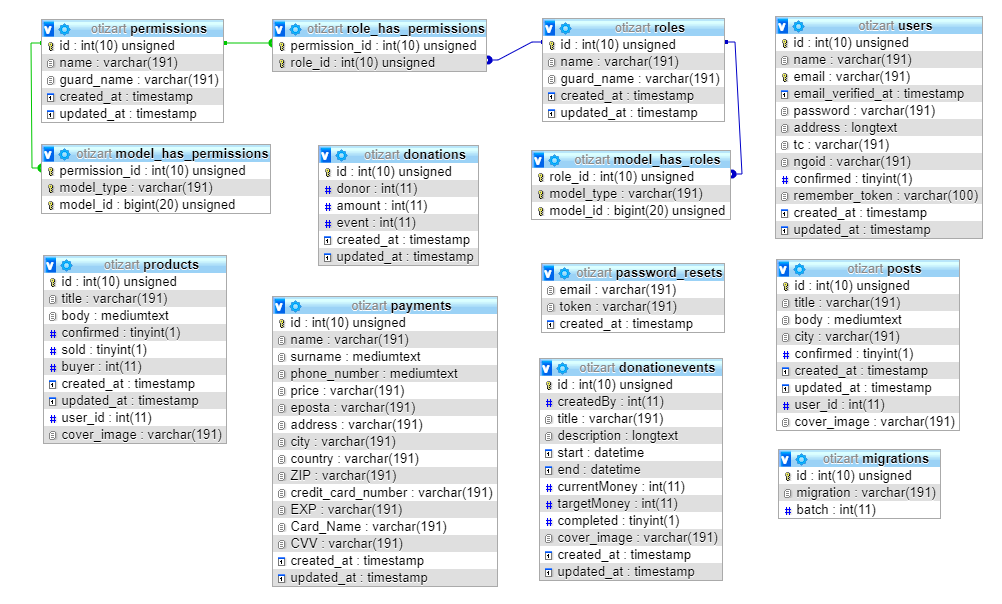 otizart permissions
id : int(10) unsigned
name : varchar(191)
guard_name : varchar(191)
created_at : timestamp
updated_at : timestamp
otizart role_has_permissions
permission_id : int(10) unsigned
role_id : int(10) unsigned
otizart roles
id : int(10) unsigned
name : varchar(191)
guard_name : varchar(191)
created_at : timestamp
updated_at : timestamp
otizart users
id : int(10) unsigned
name : varchar(191)
email : varchar(191)
email_verified_at : timestamp
password : varchar(191)
address : longtext
tc : varchar(191)
ngoid : varchar(191)
confirmed : tinyint(1)
remember_token : varchar(100)
created_at : timestamp
updated_at : timestamp
otizart model_has_permissions
permission_id : int(10) unsigned
model_type : varchar(191)
model_id : bigint(20) unsigned
otizart donations
id : int(10) unsigned
donor : int(11)
amount : int(11)
event : int(11)
created_at : timestamp
updated_at : timestamp
otizart model_has_roles
role_id : int(10) unsigned
model_type : varchar(191)
model_id : bigint(20) unsigned
otizart products
id : int(10) unsigned
title : varchar(191)
body : mediumtext
confirmed : tinyint(1)
sold : tinyint(1)
buyer : int(11)
created_at : timestamp
updated_at : timestamp
user_id : int(11)
cover_image : varchar(191)
otizart payments
id : int(10) unsigned
name : varchar(191)
surname : mediumtext
phone_number : mediumtext
price : varchar(191)
eposta : varchar(191)
address : varchar(191)
city : varchar(191)
country : varchar(191)
ZIP : varchar(191)
credit_card_number : varchar(191)
EXP : varchar(191)
Card_Name : varchar(191)
CVV : varchar(191)
created_at : timestamp
updated_at : timestamp
otizart password_resets
email : varchar(191)
token : varchar(191)
created_at : timestamp
otizart donationevents
id : int(10) unsigned
createdBy : int(11)
title : varchar(191)
description : longtext
start : datetime
end : datetime
currentMoney : int(11)
targetMoney : int(11)
completed : tinyint(1)
cover_image : varchar(191)
created_at : timestamp
updated_at : timestamp
otizart posts
id : int(10) unsigned
title : varchar(191)
body : mediumtext
city : varchar(191)
confirmed : tinyint(1)
created_at : timestamp
updated_at : timestamp
user_id : int(11)
cover_image : varchar(191)
otizart migrations
id : int(10) unsigned
migration : varchar(191)
batch : int(11)